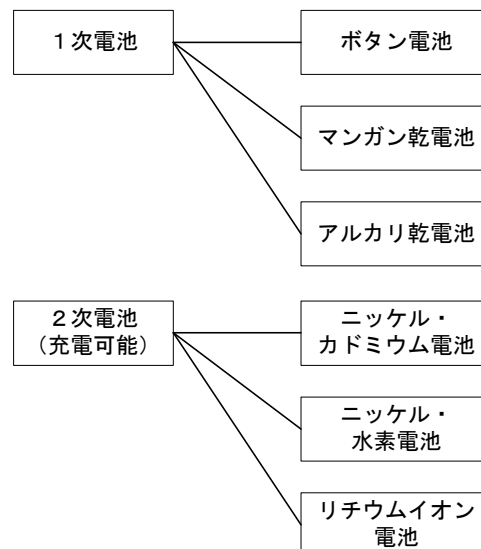 １次電池
ボタン電池
マンガン乾電池
アルカリ乾電池
２次電池
（充電可能）
ニッケル・
カドミウム電池
ニッケル・
水素電池
リチウムイオン
電池